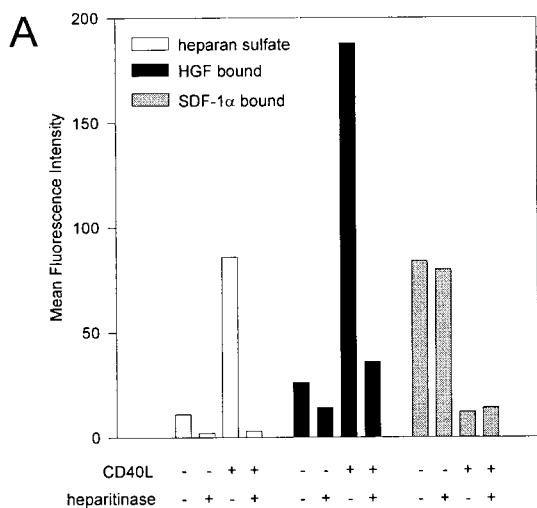 A
200
150
100
50
0
Mean Fluorescence Intensity
heparan sulfate
HGF bound
SDF-1α bound
CD40L - - + + - - + + - - + +
heparitinase - + - + - + - + - + - +